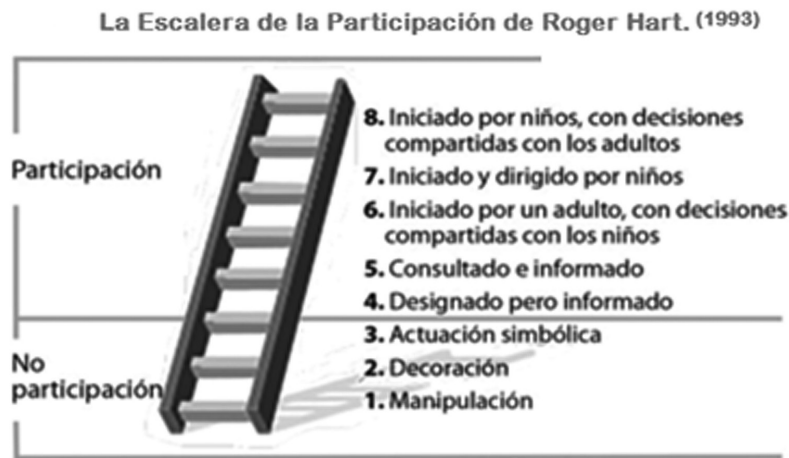 La Escalera de la Participación de Roger Hart. (1993)
Participación
8. Iniciado por niños, con decisiones
compartidas con los adultos
7. Iniciado y dirigido por niños
6. Iniciado por un adulto, con decisiones
compartidas con los niños
5. Consultado e informado
4. Designado pero informado
No
participación
3. Actuación simbólica
2. Decoración
1. Manipulación